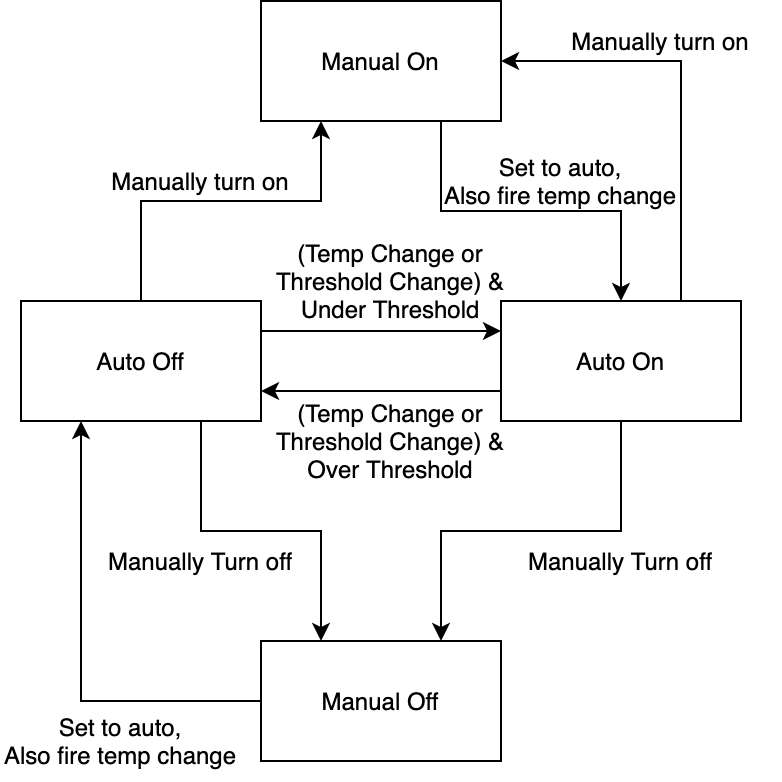 Manual On
Manually turn on
Manually turn on
Set to auto,
Also fire temp change
(Temp Change or
Threshold Change) &
Under Threshold
Auto Off
Auto On
(Temp Change or
Threshold Change) &
Over Threshold
Manually Turn off
Manually Turn off
Manual Off
Set to auto,
Also fire temp change